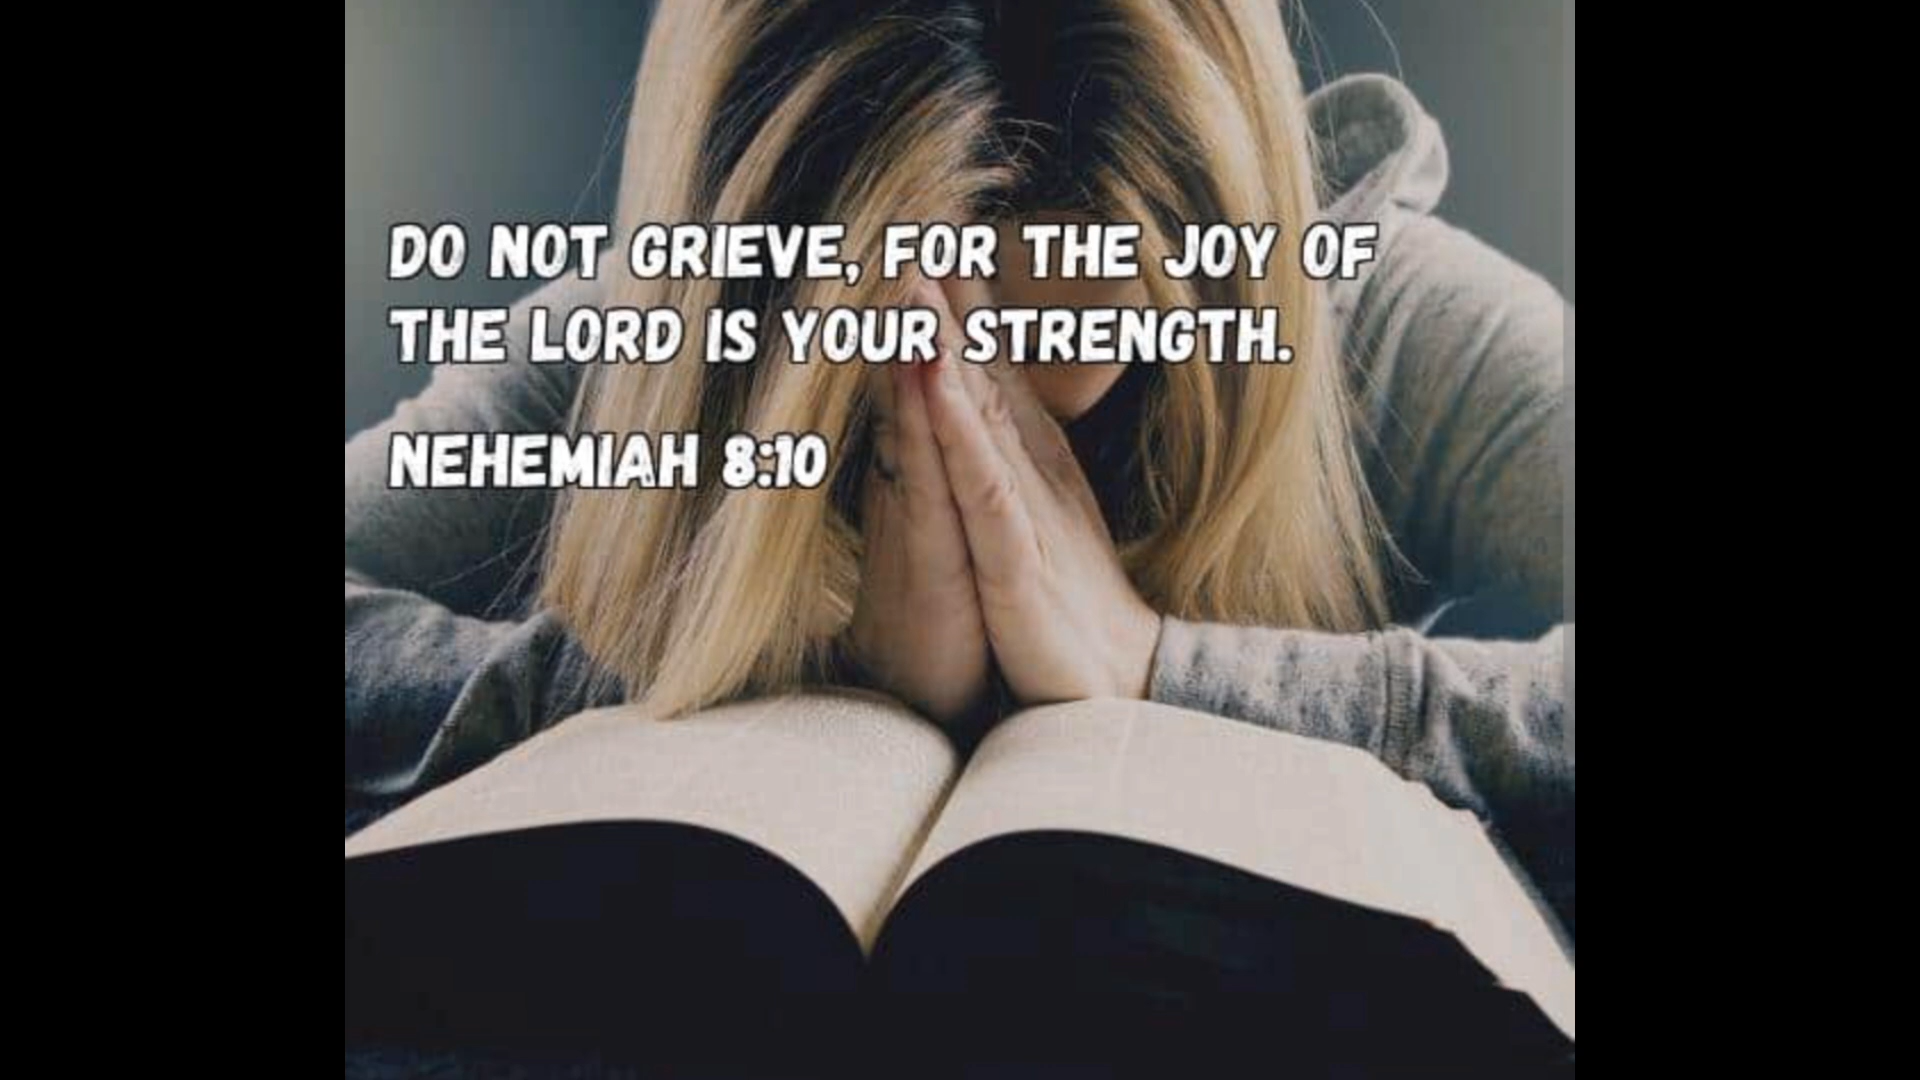 DO NOT GRIEVE, FOR THE JOY OF
THE LORD IS YOUR STRENGTH.
NEHEMIAH 8:10